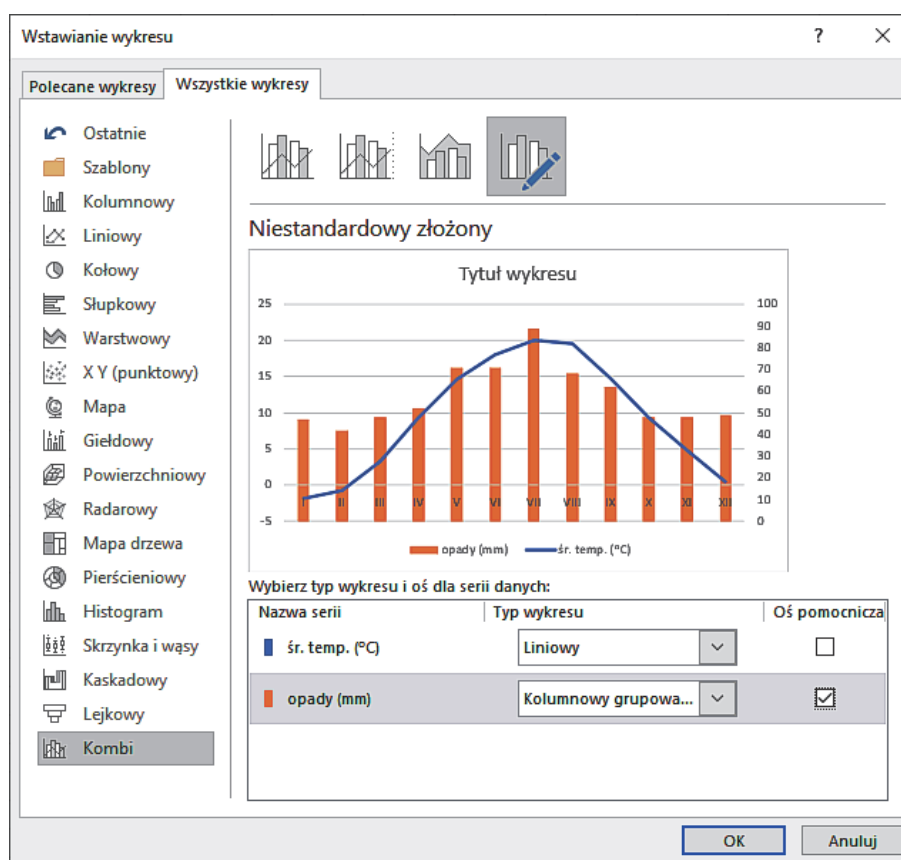 Wstawianie wykresu ? ×
Polecane wykresy Wszystkie wykresy
Ostatnie
Szablony
Kolumnowy
Liniowy
Kołowy
Słupkowy
Warstwowy
X Y (punktowy)
Mapa
Giełdowy
Powierzchniowy
Radarowy
Mapa drzewa
Pierścieniowy
Histogram
Skrzynka i wąsy
Kaskadowy
Lejkowy
Kombi
Niestandardowy złożony
Tytuł wykresu
25
20
15
10
5
0
-5
100
90
80
70
60
50
40
30
20
10
0
I II III IV V VI VII VIII IX X XI XII
opady (mm) śr. temp. (°C)
Wybierz typ wykresu i oś dla serii danych:
Nazwa serii Typ wykresu Oś pomocnicza
śr. temp. (°C) Liniowy
opady (mm) Kolumnowy grupowa...
OK Anuluj